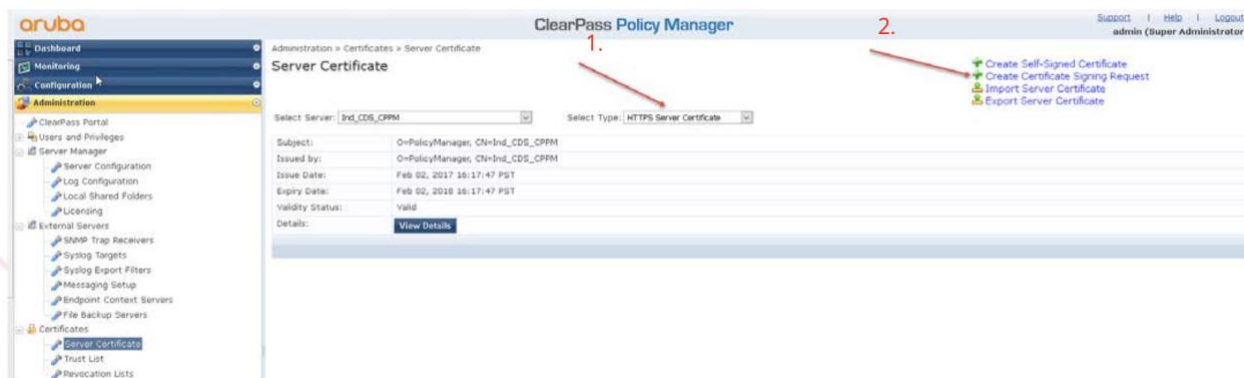 aruba
ClearPass Policy Manager
Support | Help | Logout
admin (Super Administrator
2.
Dashboard
Monitoring
Configuration
Administration
ClearPass Portal
Users and Privileges
Server Manager
Server Configuration
Log Configuration
Local Shared Folders
Licensing
External Servers
SNMP Trap Receivers
Syslog Targets
Syslog Export Filters
Messaging Setup
Endpoint Context Servers
File Backup Servers
Certificates
Server Certificate
Trust List
Revocation Lists
Administration » Certificates » Server Certificate
1.
Server Certificate
Create Self-Signed Certificate
Create Certificate Signing Request
Import Server Certificate
Export Server Certificate
Select Server: Ind_CDS_CPPM Select Type: HTTPS Server Certificate
Subject: O=PolicyManager, CN=Ind_CDS_CPPM
Issued by: O=PolicyManager, CN=Ind_CDS_CPPM
Issue Date: Feb 02, 2017 16:17:47 PST
Expiry Date: Feb 02, 2018 16:17:47 PST
Validity Status: Valid
Details: View Details